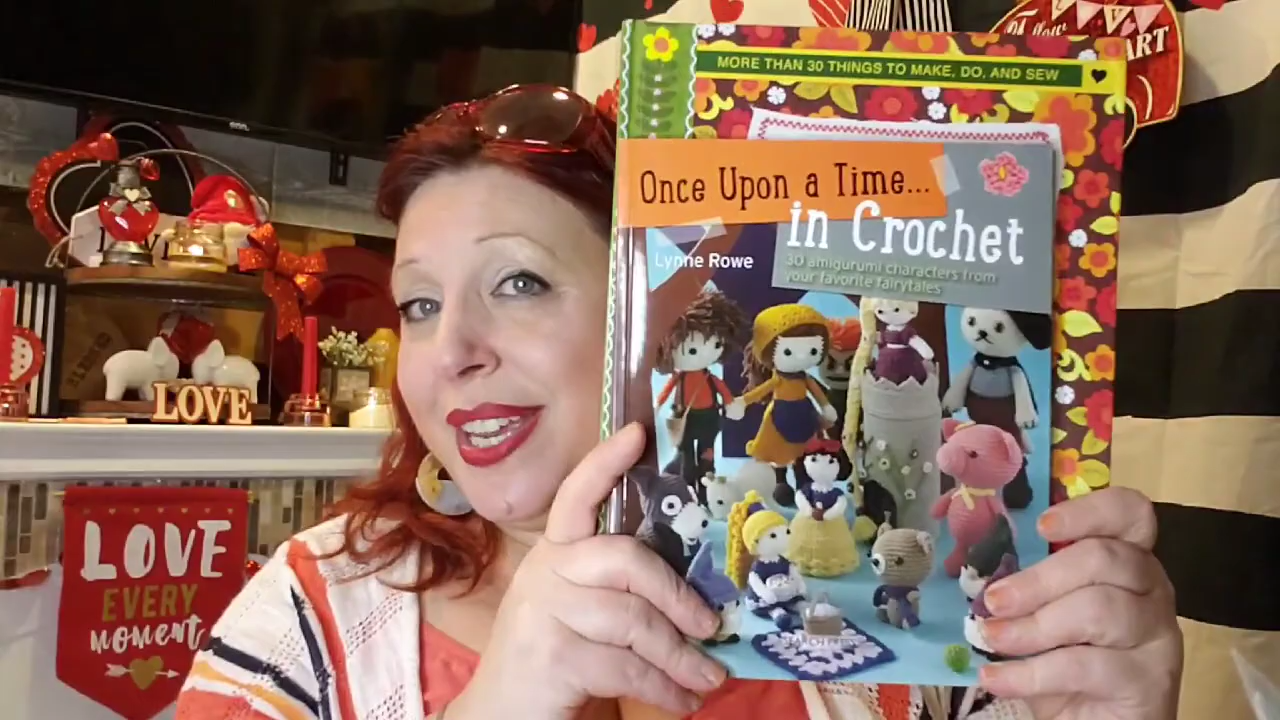 MORE THAN 30 THINGS TO MAKE, DO, AND SEW
Once Upon a Time...
in Crochet
Lynne Rowe
30 amigurumi characters from
your favorite fairytales
LOVE
LOVE
EVERY
moment